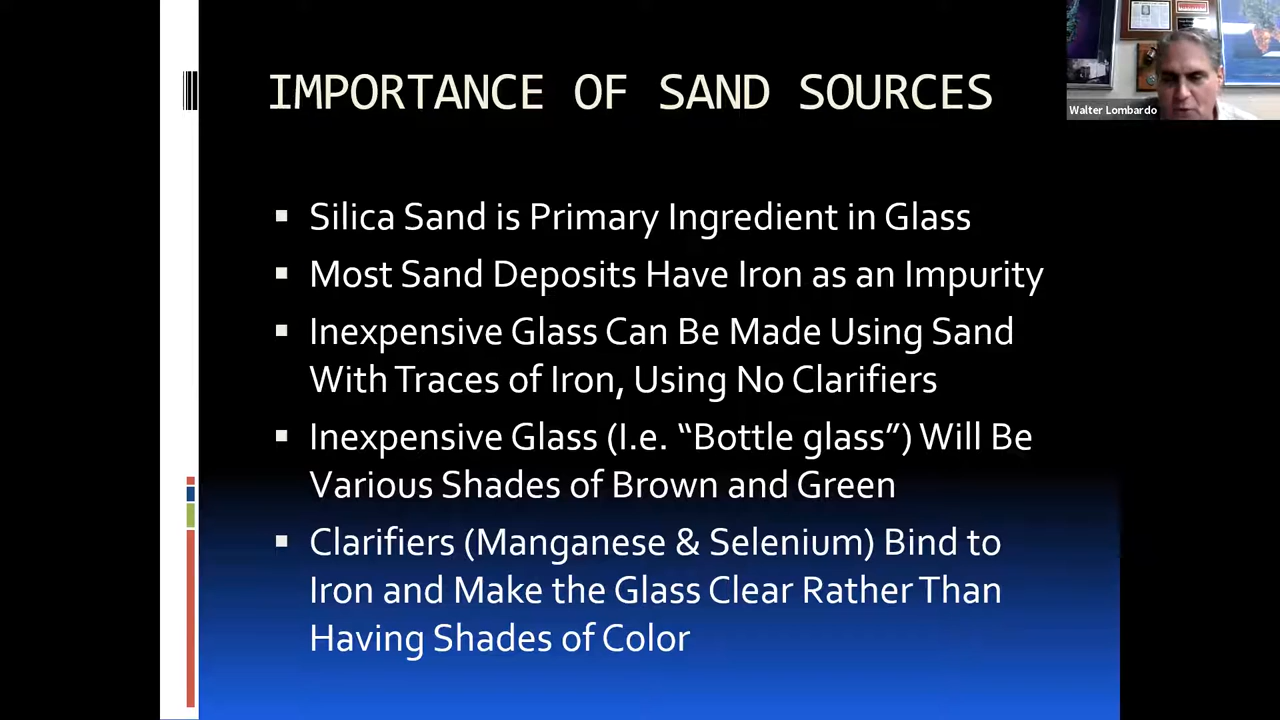 IMPORTANCE OF SAND SOURCES
Walter Lombardo
Silica Sand is Primary Ingredient in Glass
Most Sand Deposits Have Iron as an Impurity
Inexpensive Glass Can Be Made Using Sand
With Traces of Iron, Using No Clarifiers
Inexpensive Glass (I.e. “Bottle glass”) Will Be
Various Shades of Brown and Green
Clarifiers (Manganese & Selenium) Bind to
Iron and Make the Glass Clear Rather Than
Having Shades of Color